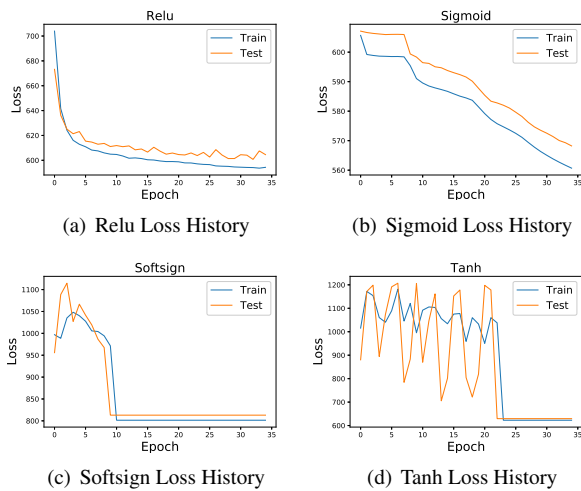 Relu
Train
Test
Loss
700
680
660
640
620
600
0 5 10 15 20 25 30 35
Epoch
(a) Relu Loss History
Sigmoid
Train
Test
Loss
600
590
580
570
560
0 5 10 15 20 25 30 35
Epoch
(b) Sigmoid Loss History
Softsign
Train
Test
Loss
1100
1050
1000
950
900
850
800
0 5 10 15 20 25 30 35
Epoch
(c) Softsign Loss History
Tanh
Train
Test
Loss
1200
1100
1000
900
800
700
600
0 5 10 15 20 25 30 35
Epoch
(d) Tanh Loss History